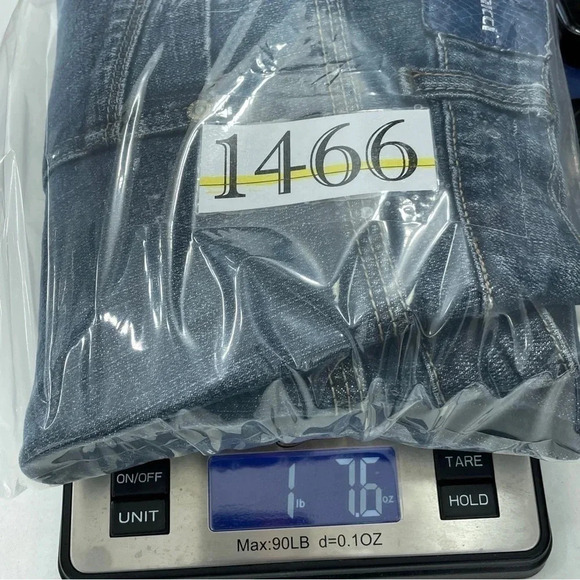 1466
ON/OFF
UNIT
1 lb 7.6 oz
TARE
HOLD
Max:90LB d=0.1OZ